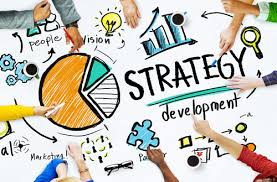 people
Vision
STRATEGY
development
Marketing